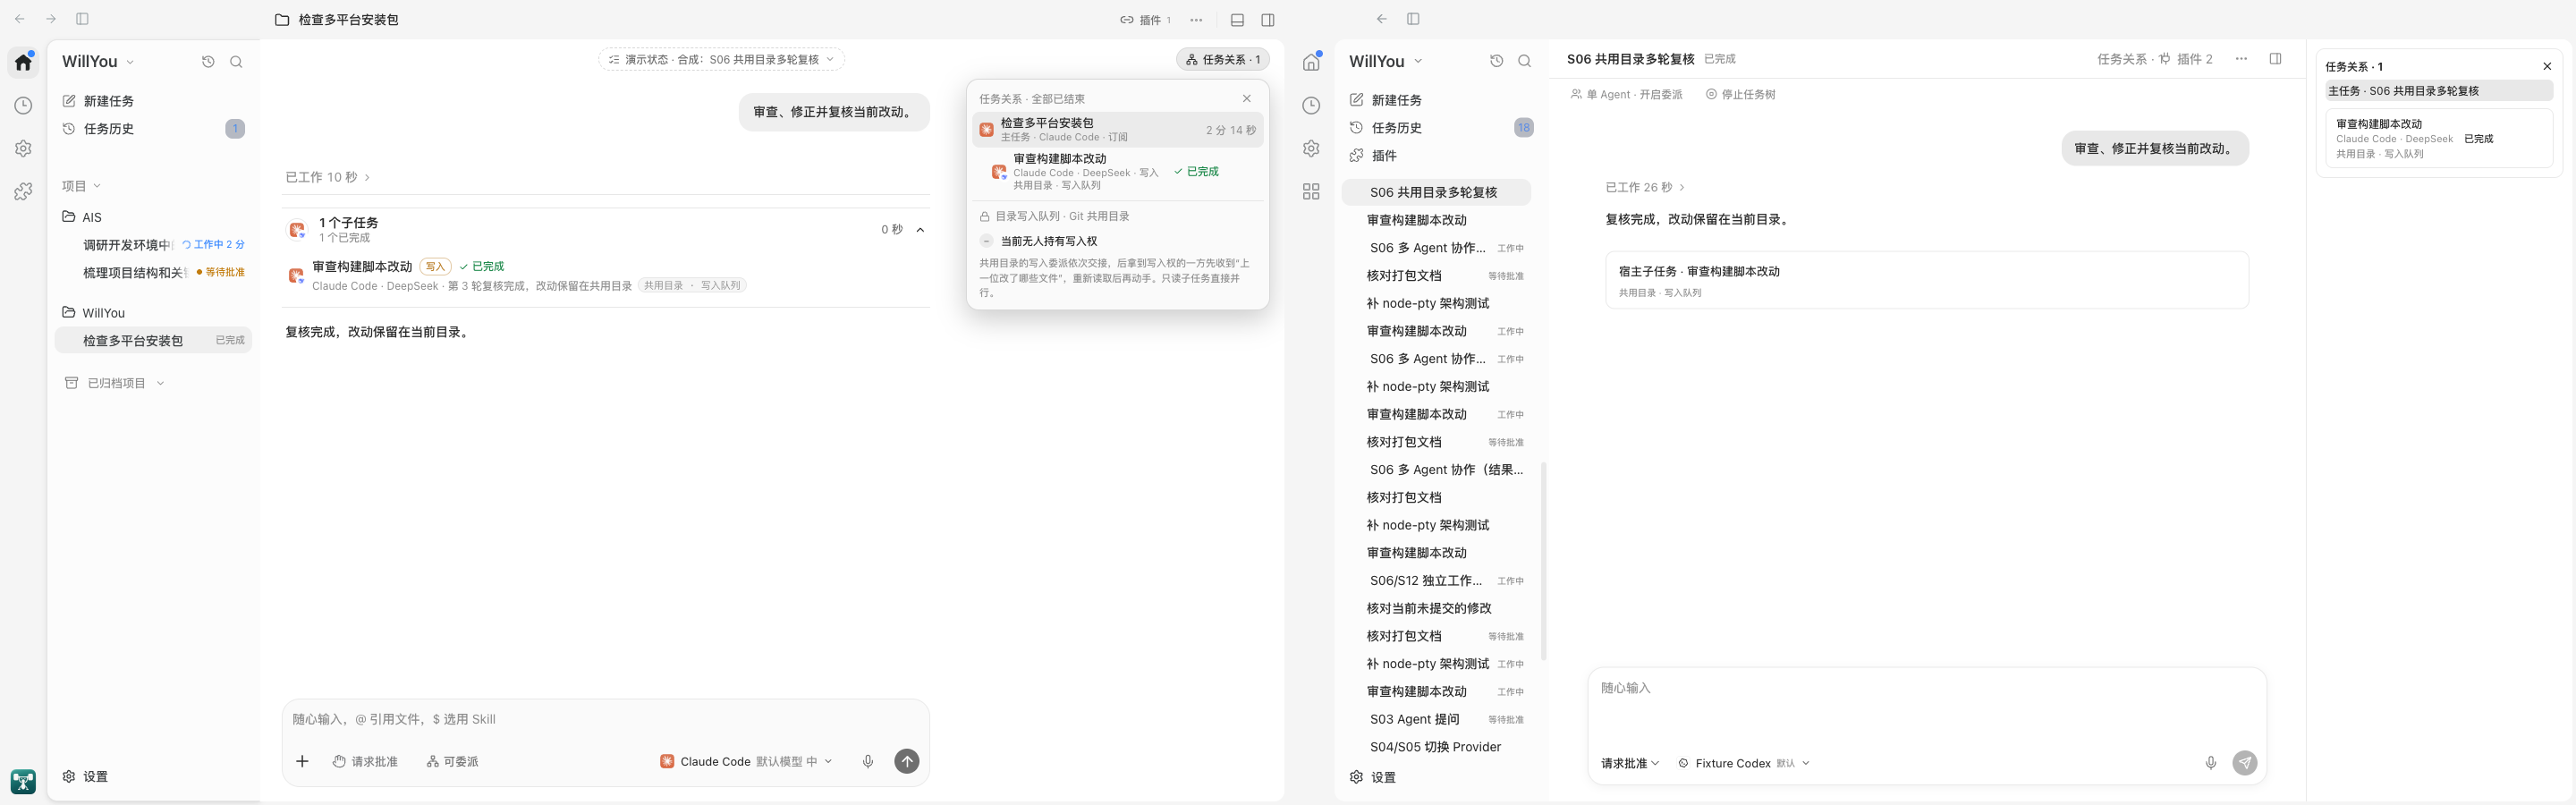 检查多平台安装包
插件 1
WillYou
新建任务
任务历史
1
项目
AIS
调研开发环境中
工作中 2 分
梳理项目结构和关
等待批准
WillYou
检查多平台安装包
已完成
已归档项目
设置
演示状态 · 合成：S06 共用目录多轮复核
任务关系 · 1
审查、修正并复核当前改动。
已工作 10 秒
1 个子任务
1 个已完成
0 秒
审查构建脚本改动
写入
已完成
Claude Code · DeepSeek · 第 3 轮复核完成，改动保留在共用目录
共用目录 · 写入队列
复核完成，改动保留在当前目录。
任务关系 · 全部已结束
检查多平台安装包
主任务 · Claude Code · 订阅
2 分 14 秒
审查构建脚本改动
Claude Code · DeepSeek · 写入
共用目录 · 写入队列
已完成
目录写入队列 · Git 共用目录
当前无人持有写入权
共用目录的写入委派依次交接，后拿到写入权的一方先收到“上
一位改了哪些文件”，重新读取后再动手。只读子任务直接并
行。
随心输入，@ 引用文件，$ 选用 Skill
请求批准
可委派
Claude Code 默认模型 中
WillYou
新建任务
任务历史
18
插件
S06 共用目录多轮复核
审查构建脚本改动
S06 多 Agent 协作...
工作中
核对打包文档
等待批准
补 node-pty 架构测试
审查构建脚本改动
工作中
S06 多 Agent 协作...
工作中
补 node-pty 架构测试
审查构建脚本改动
工作中
核对打包文档
等待批准
S06 多 Agent 协作（结果...
核对打包文档
补 node-pty 架构测试
审查构建脚本改动
S06/S12 独立工作...
工作中
核对当前未提交的修改
核对打包文档
等待批准
补 node-pty 架构测试
工作中
审查构建脚本改动
工作中
S03 Agent 提问
等待批准
S04/S05 切换 Provider
设置
S06 共用目录多轮复核
已完成
任务关系 ·
插件 2
单 Agent · 开启委派
停止任务树
审查、修正并复核当前改动。
已工作 26 秒
复核完成，改动保留在当前目录。
宿主子任务 · 审查构建脚本改动
共用目录 · 写入队列
随心输入
请求批准
Fixture Codex 默认
任务关系 · 1
主任务 · S06 共用目录多轮复核
审查构建脚本改动
Claude Code · DeepSeek
已完成
共用目录 · 写入队列